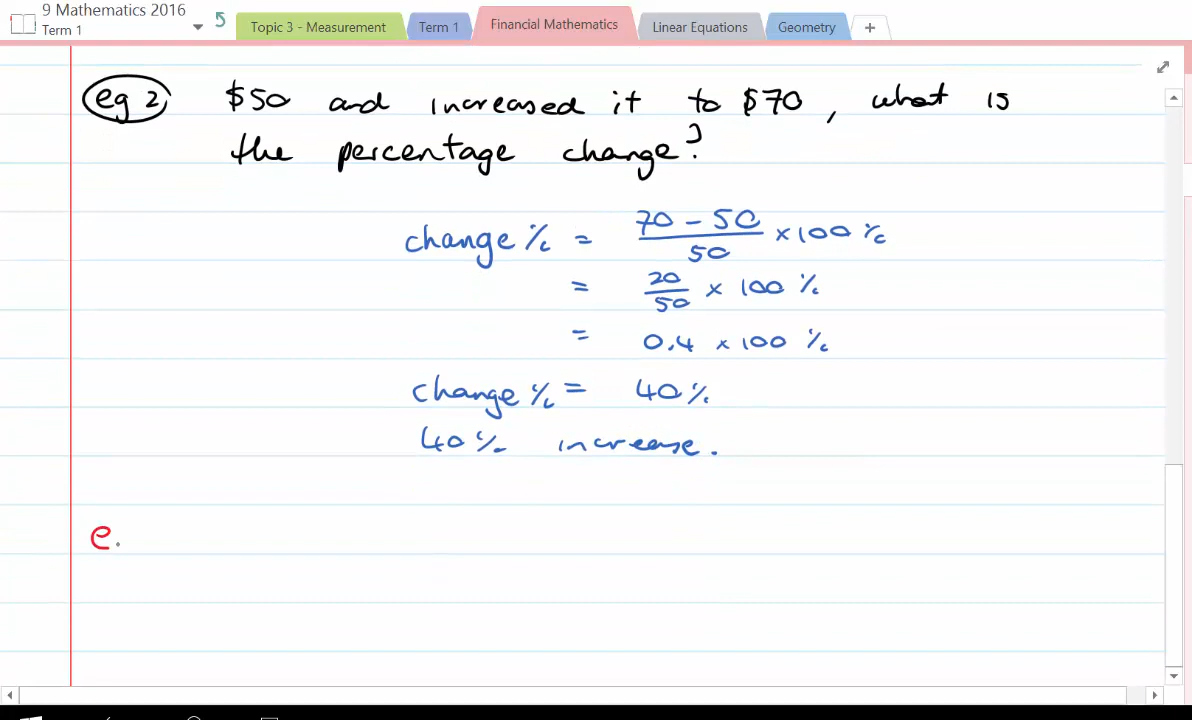 9 Mathematics 2016
Term 1
Topic 3 - Measurement Term 1 Financial Mathematics Linear Equations Geometry +
eg 2 $50 and increased it to $70, what is
the percentage change?
change % = 70 - 50 / 50 × 100 %
= 20 / 50 × 100 %
= 0.4 × 100 %
change % = 40%
40% increase.
e.